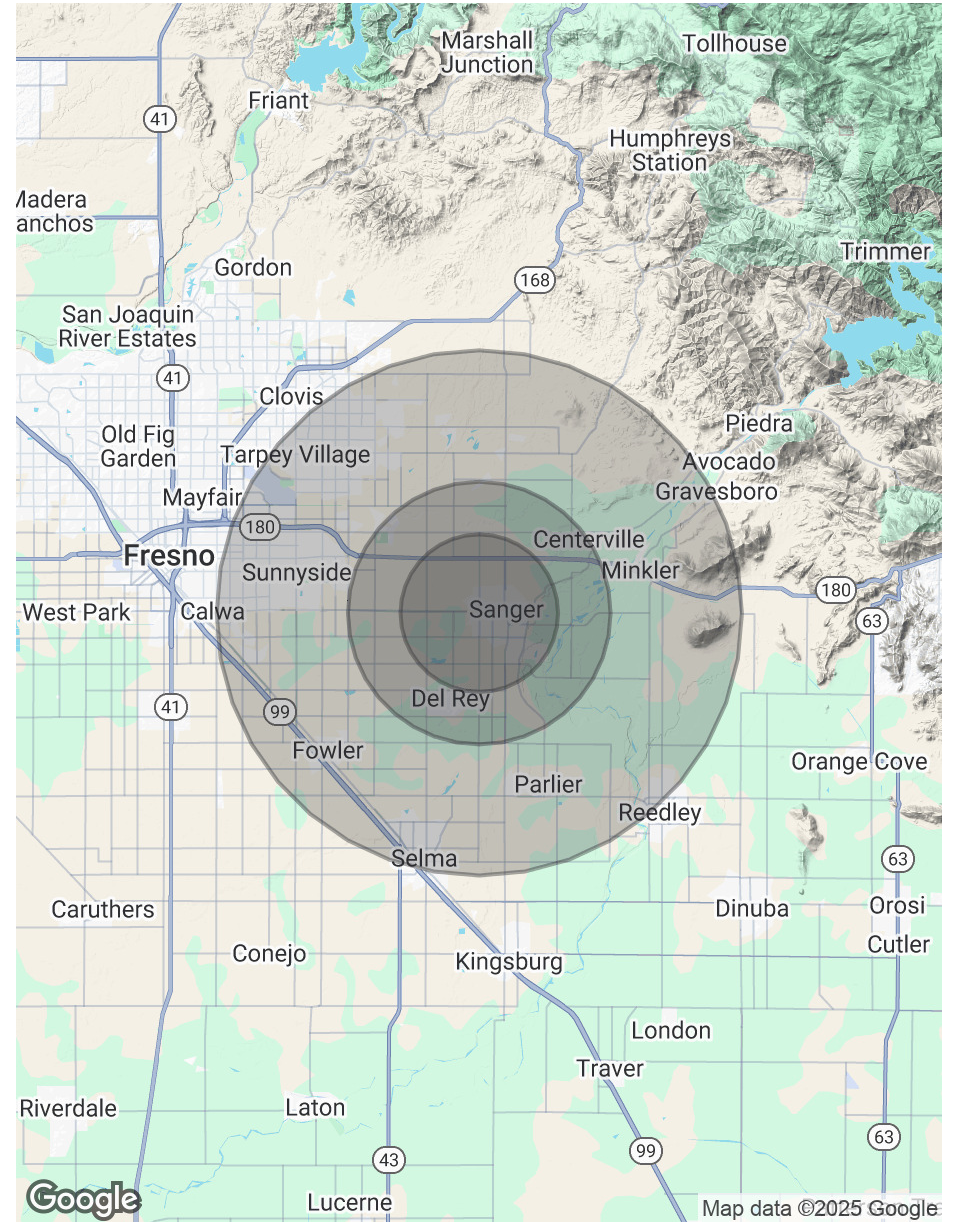 Marshall
Junction
Tollhouse
Friant
41
Humphreys
Station
Madera
anchos
Trimmer
Gordon
168
San Joaquin
River Estates
41
Clovis
Piedra
Old Fig
Garden
Tarpey Village
Avocado
Mayfair
Gravesboro
180
Centerville
Fresno
Sunnyside
Minkler
180
West Park
Calwa
Sanger
63
Del Rey
41
99
Fowler
Orange Cove
Parlier
Reedley
Selma
63
Caruthers
Dinuba
Orosi
Conejo
Cutler
Kingsburg
London
Traver
Riverdale
Laton
63
99
43
Google
Lucerne
Map data ©2025 Google